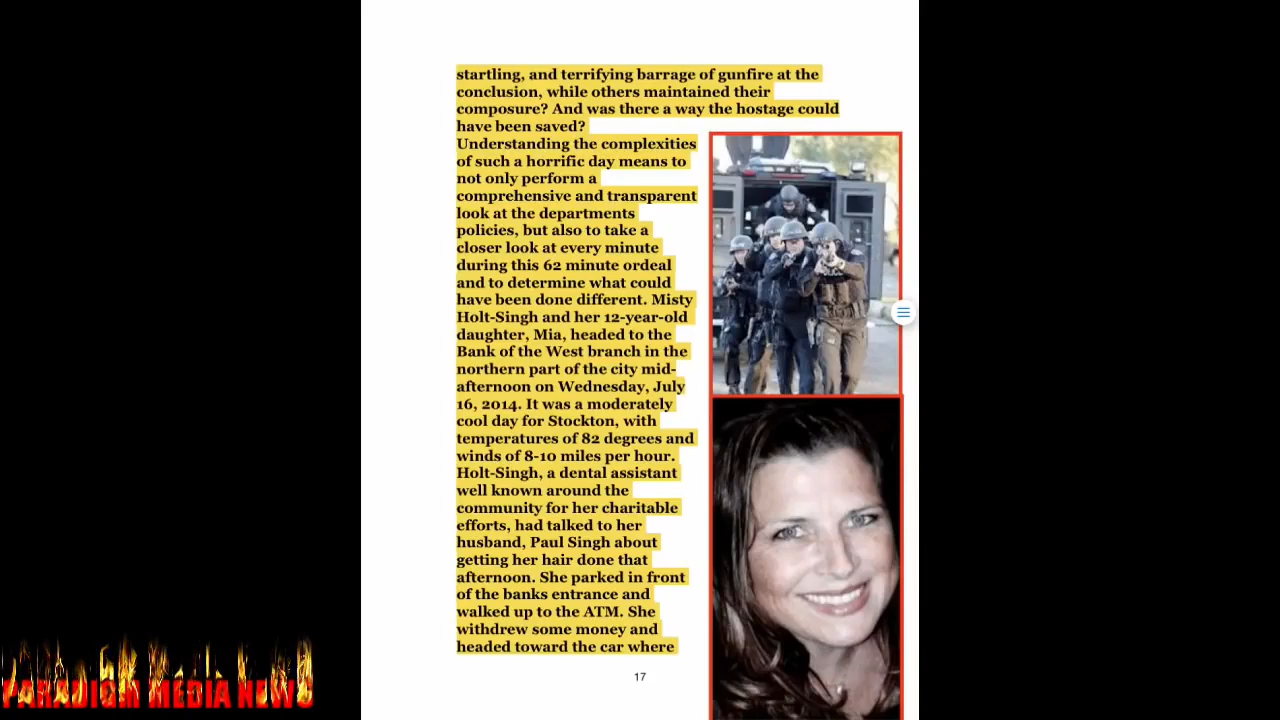 startling, and terrifying barrage of gunfire at the
conclusion, while others maintained their
composure? And was there a way the hostage could
have been saved?
Understanding the complexities
of such a horrific day means to
not only perform a
comprehensive and transparent
look at the departments
policies, but also to take a
closer look at every minute
during this 62 minute ordeal
and to determine what could
have been done different. Misty
Holt-Singh and her 12-year-old
daughter, Mia, headed to the
Bank of the West branch in the
northern part of the city mid-
afternoon on Wednesday, July
16, 2014. It was a moderately
cool day for Stockton, with
temperatures of 82 degrees and
winds of 8-10 miles per hour.
Holt-Singh, a dental assistant
well known around the
community for her charitable
efforts, had talked to her
husband, Paul Singh about
getting her hair done that
afternoon. She parked in front
of the banks entrance and
walked up to the ATM. She
withdrew some money and
headed toward the car where
17
PARADIGM MEDIA NEWS